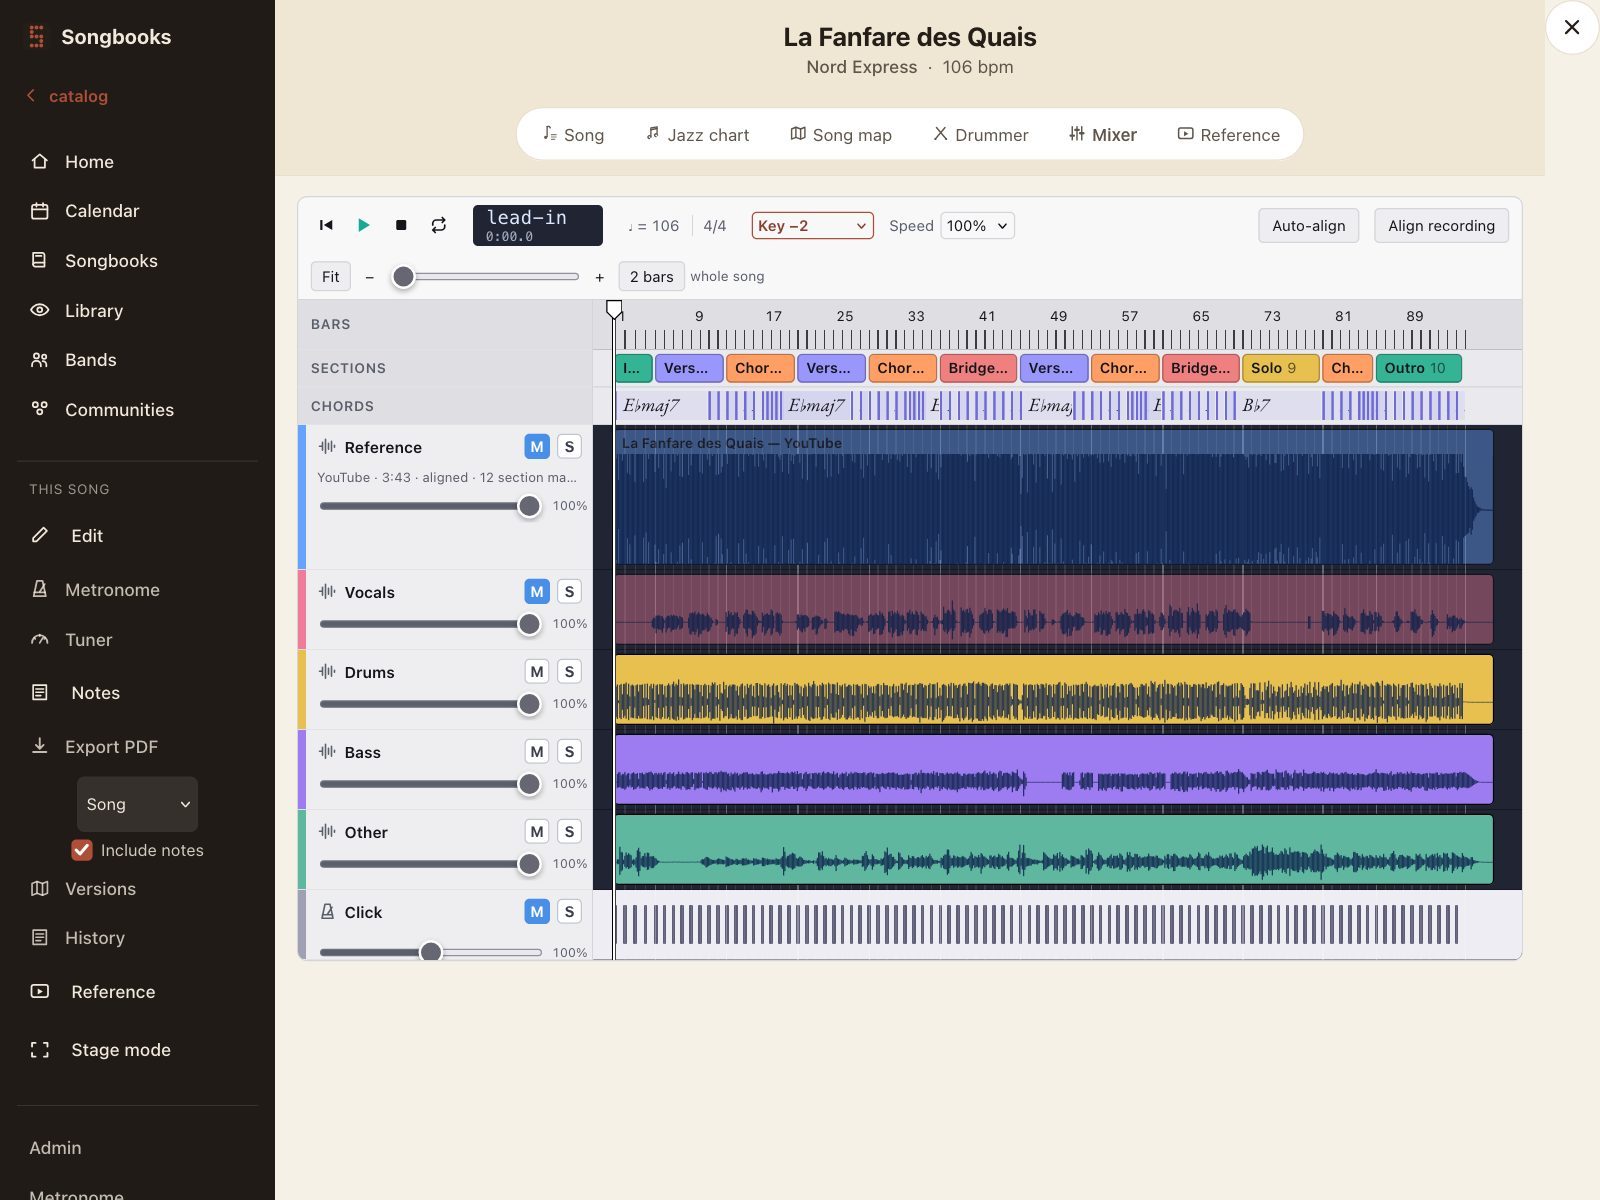 Songbooks
catalog
Home
Calendar
Songbooks
Library
Bands
Communities
THIS SONG
Edit
Metronome
Tuner
Notes
Export PDF
Song
Include notes
Versions
History
Reference
Stage mode
Admin
Metronome
La Fanfare des Quais
Nord Express · 106 bpm
Song Jazz chart Song map Drummer Mixer Reference
lead-in
0:00.0
♩ = 106 4/4 Key −2 Speed 100% Auto-align Align recording
Fit − + 2 bars whole song
BARS 1 9 17 25 33 41 49 57 65 73 81 89
SECTIONS I... Vers... Chor... Vers... Chor... Bridge... Vers... Chor... Bridge... Solo 9 Ch... Outro 10
CHORDS E♭maj7 E♭maj7 E E♭maj E B♭7
Reference M S
YouTube · 3:43 · aligned · 12 section ma...
100%
La Fanfare des Quais — YouTube
Vocals M S
100%
Drums M S
100%
Bass M S
100%
Other M S
100%
Click M S
100%